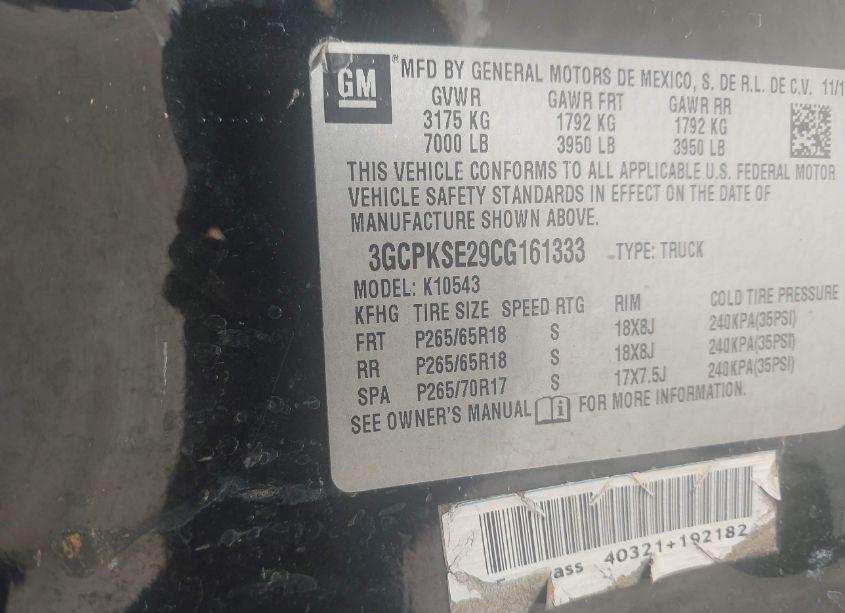 GM ® MFD BY GENERAL MOTORS DE MEXICO, S. DE R.L. DE C.V. 11/1
GVWR GAWR FRT GAWR RR
3175 KG 1792 KG 1792 KG
7000 LB 3950 LB 3950 LB
THIS VEHICLE CONFORMS TO ALL APPLICABLE U.S. FEDERAL MOTOR
VEHICLE SAFETY STANDARDS IN EFFECT ON THE DATE OF
MANUFACTURE SHOWN ABOVE.
3GCPKSE29CG161333 TYPE: TRUCK
MODEL: K10543
KFHG TIRE SIZE SPEED RTG RIM COLD TIRE PRESSURE
FRT P265/65R18 S 18X8J 240KPA(35PSI)
RR P265/65R18 S 18X8J 240KPA(35PSI)
SPA P265/70R17 S 17X7.5J 240KPA(35PSI)
SEE OWNER'S MANUAL i FOR MORE INFORMATION.
ass 40321+192182